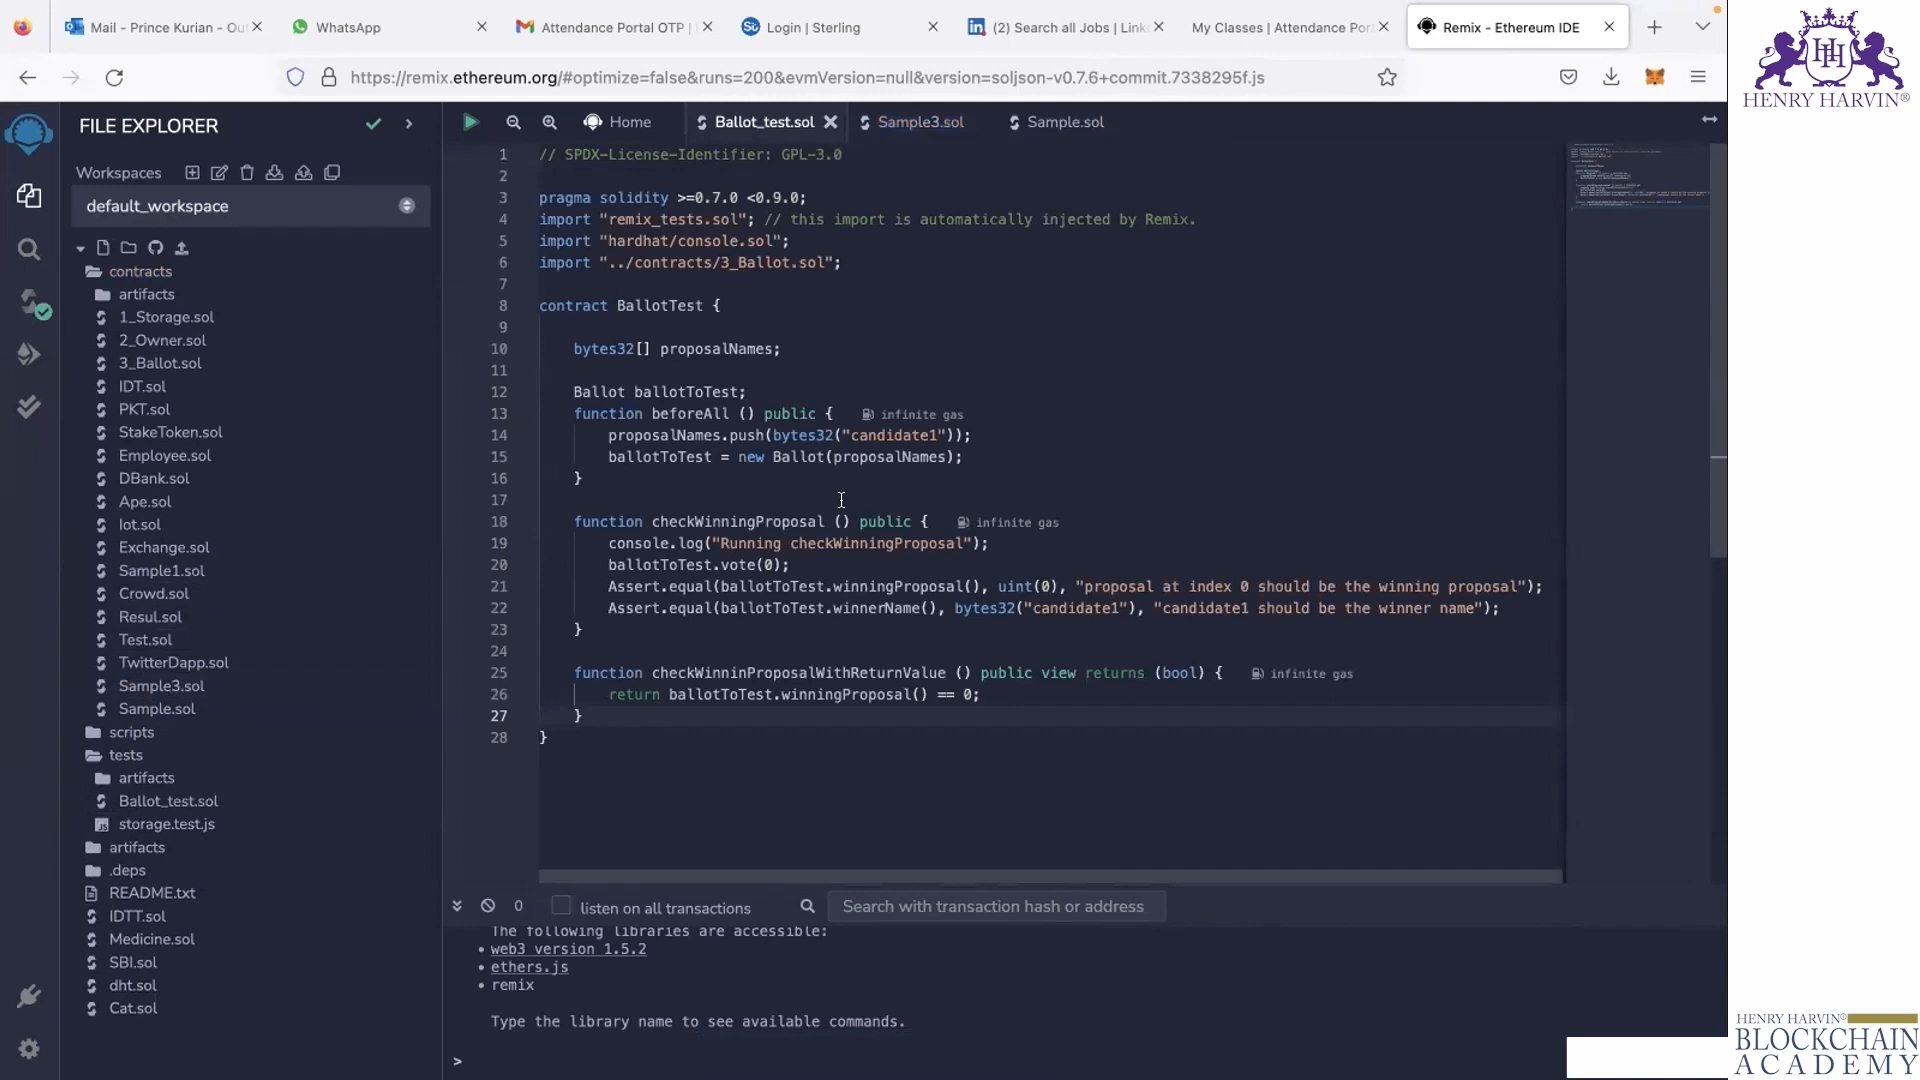 Mail - Prince Kurian - Out
WhatsApp
Attendance Portal OTP |
Login | Sterling
(2) Search all Jobs | Link
My Classes | Attendance Por
Remix - Ethereum IDE
https://remix.ethereum.org/#optimize=false&runs=200&evmVersion=null&version=soljson-v0.7.6+commit.7338295f.js
HENRY HARVIN®
FILE EXPLORER
Workspaces
default_workspace
contracts
artifacts
1_Storage.sol
2_Owner.sol
3_Ballot.sol
IDT.sol
PKT.sol
StakeToken.sol
Employee.sol
DBank.sol
Ape.sol
Iot.sol
Exchange.sol
Sample1.sol
Crowd.sol
Resul.sol
Test.sol
TwitterDapp.sol
Sample3.sol
Sample.sol
scripts
tests
artifacts
Ballot_test.sol
storage.test.js
artifacts
.deps
README.txt
IDTT.sol
Medicine.sol
SBI.sol
dht.sol
Cat.sol
Home
Ballot_test.sol
Sample3.sol
Sample.sol
1 // SPDX-License-Identifier: GPL-3.0
2
3 pragma solidity >=0.7.0 <0.9.0;
4 import "remix_tests.sol"; // this import is automatically injected by Remix.
5 import "hardhat/console.sol";
6 import "../contracts/3_Ballot.sol";
7
8 contract BallotTest {
9
10 bytes32[] proposalNames;
11
12 Ballot ballotToTest;
13 function beforeAll () public { infinite gas
14 proposalNames.push(bytes32("candidate1"));
15 ballotToTest = new Ballot(proposalNames);
16 }
17
18 function checkWinningProposal () public { infinite gas
19 console.log("Running checkWinningProposal");
20 ballotToTest.vote(0);
21 Assert.equal(ballotToTest.winningProposal(), uint(0), "proposal at index 0 should be the winning proposal");
22 Assert.equal(ballotToTest.winnerName(), bytes32("candidate1"), "candidate1 should be the winner name");
23 }
24
25 function checkWinninProposalWithReturnValue () public view returns (bool) { infinite gas
26 return ballotToTest.winningProposal() == 0;
27 }
28 }
0
listen on all transactions
Search with transaction hash or address
The following libraries are accessible:
• web3 version 1.5.2
• ethers.js
• remix
Type the library name to see available commands.
>
HENRY HARVIN®
BLOCKCHAIN
ACADEMY